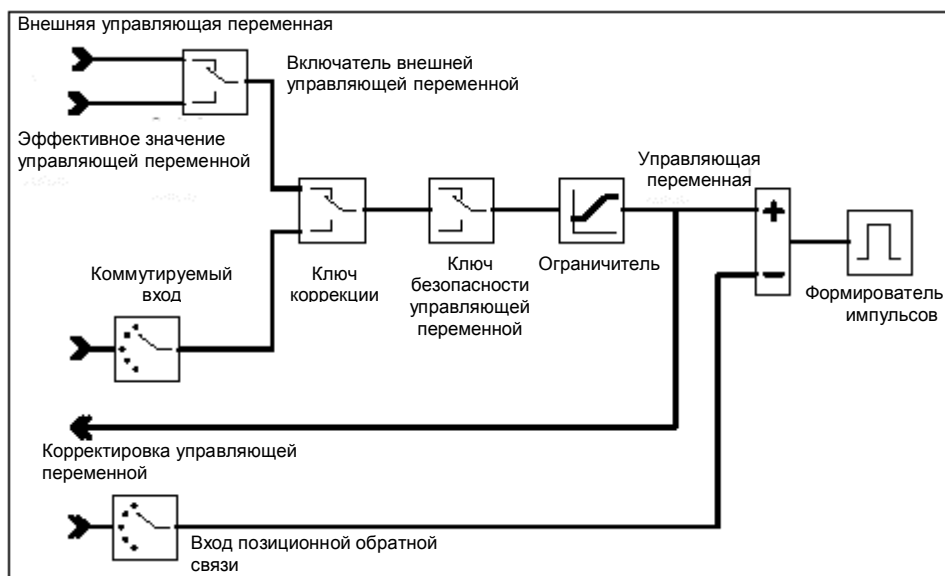 Внешняя управляющая переменная
Включатель внешней
управляющей переменной
Эффективное значение
управляющей переменной
Управляющая
переменная
Коммутируемый
вход
Ключ
коррекции
Ключ
безопасности
управляющей
переменной
Ограничитель
Формирователь
импульсов
Корректировка управляющей
переменной
Вход позиционной обратной
связи